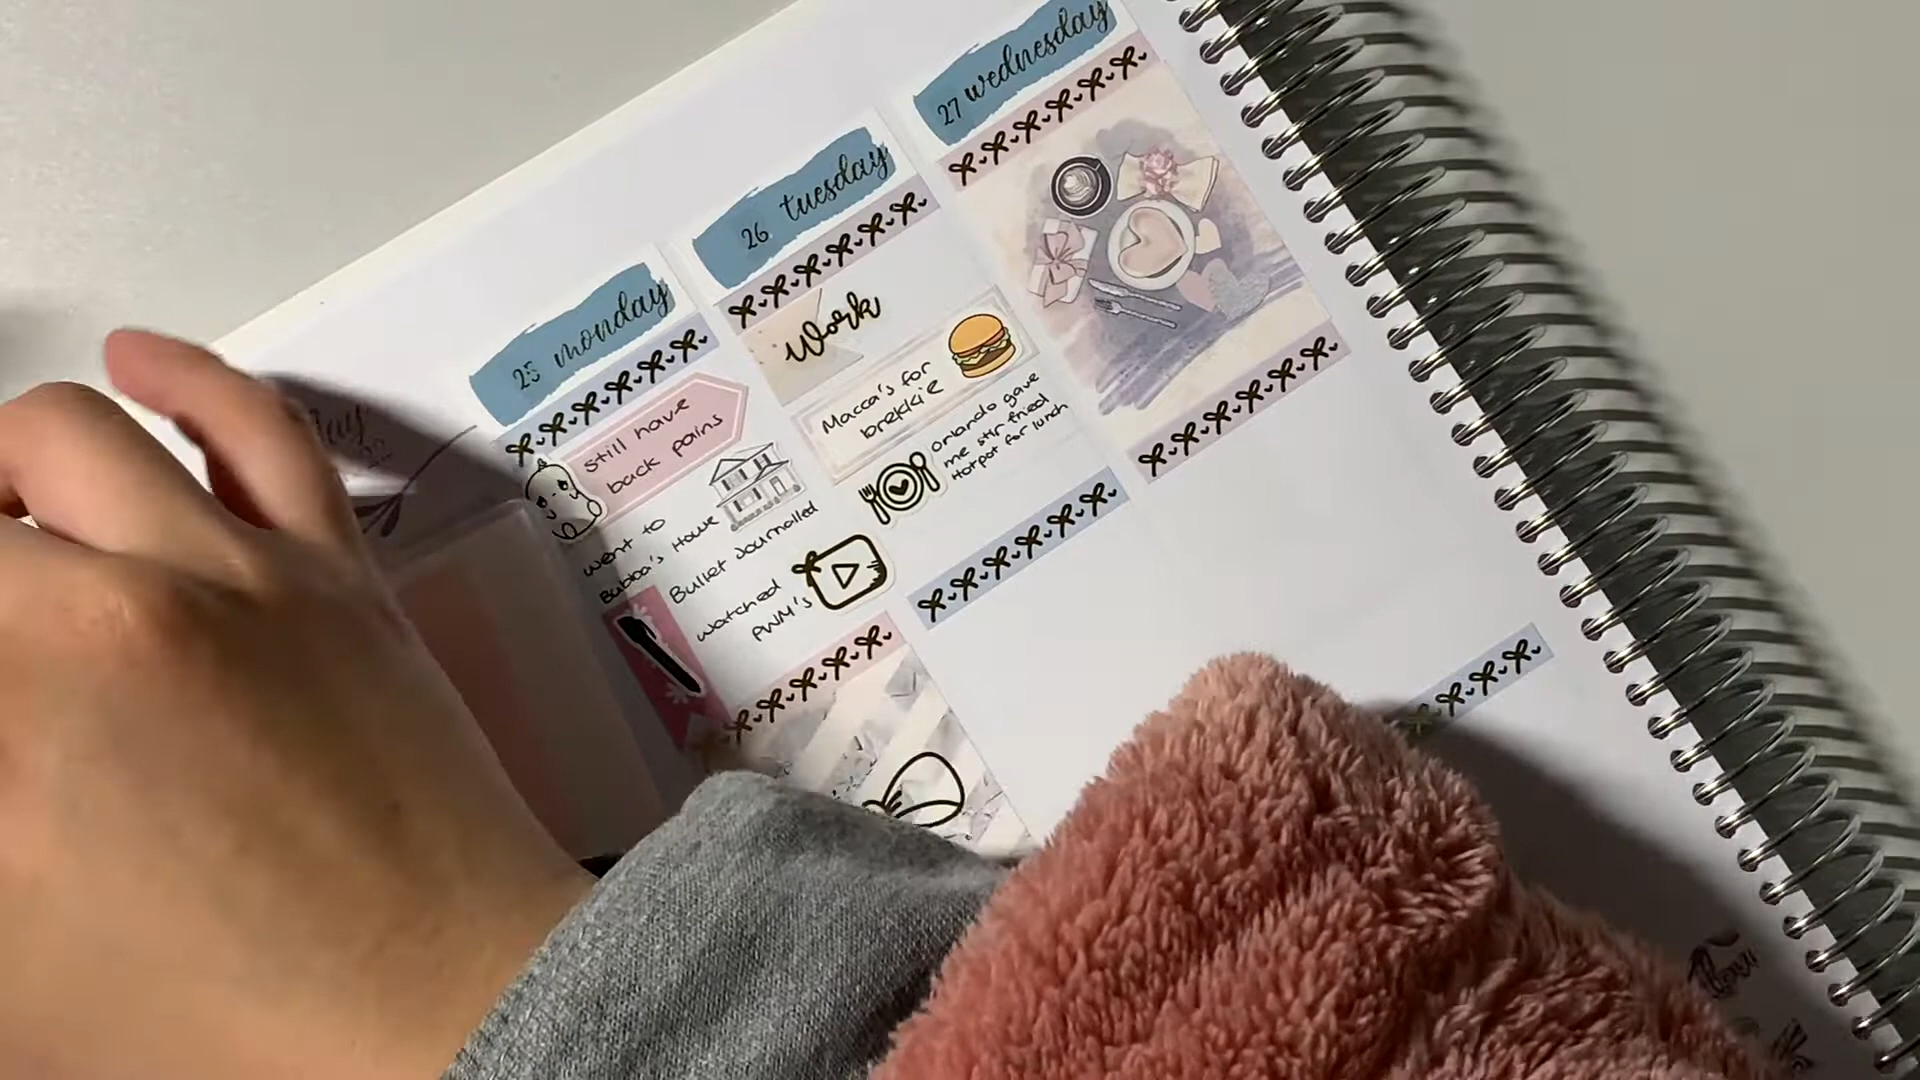 25 monday
still have
back pains
went to
Bubba's House
Bullet Journalled
watched
PWM's
26 tuesday
Work
Macca's for
brekkie
Orlando gave
me stir fried
Hotpot for lunch
27 wednesday